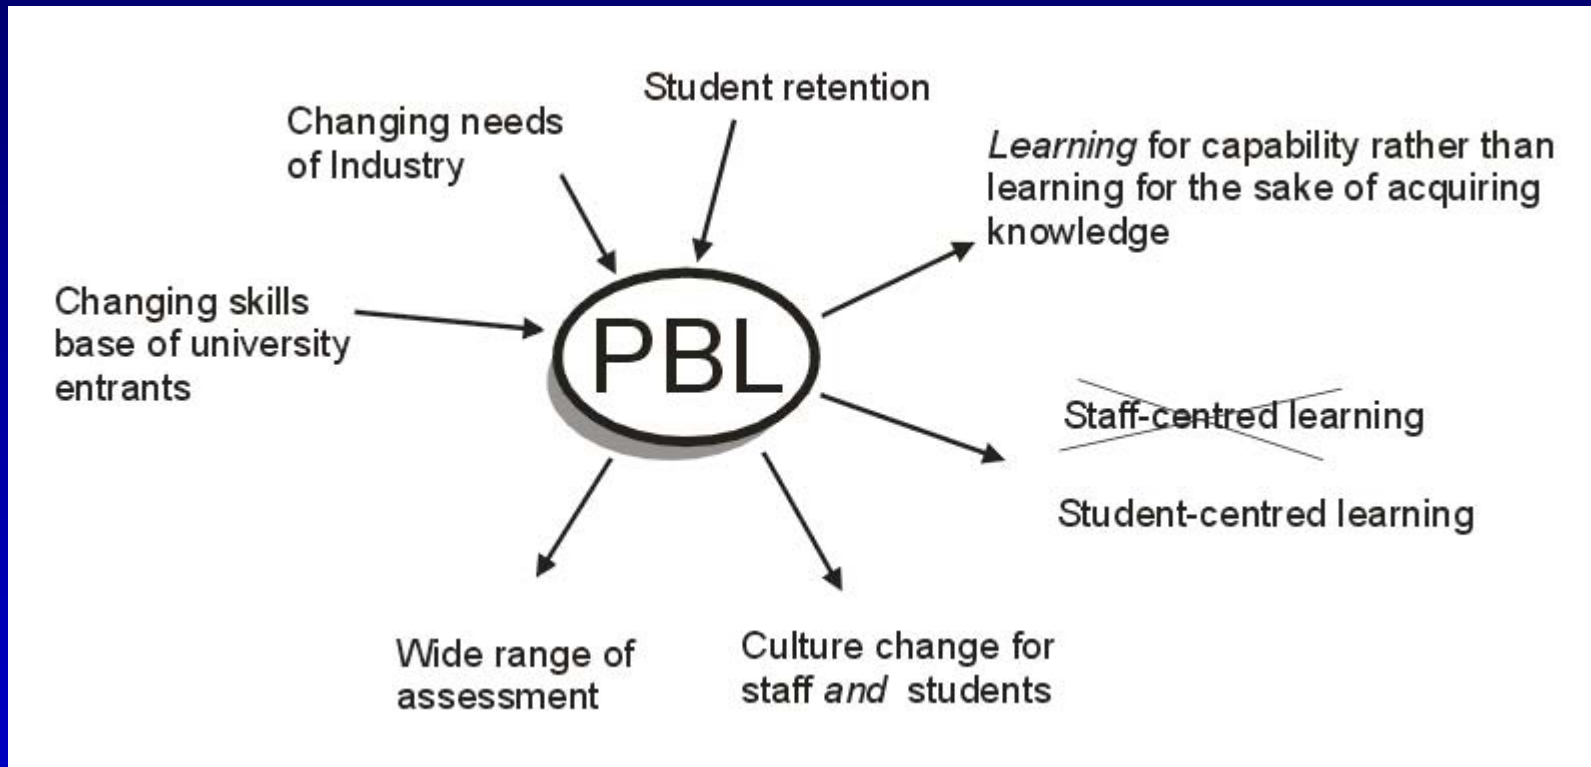 Student retention
Changing needs
of Industry
Learning for capability rather than
learning for the sake of acquiring
knowledge
Changing skills
base of university
entrants
PBL
Staff-centred learning
Student-centred learning
Wide range of
assessment
Culture change for
staff and students